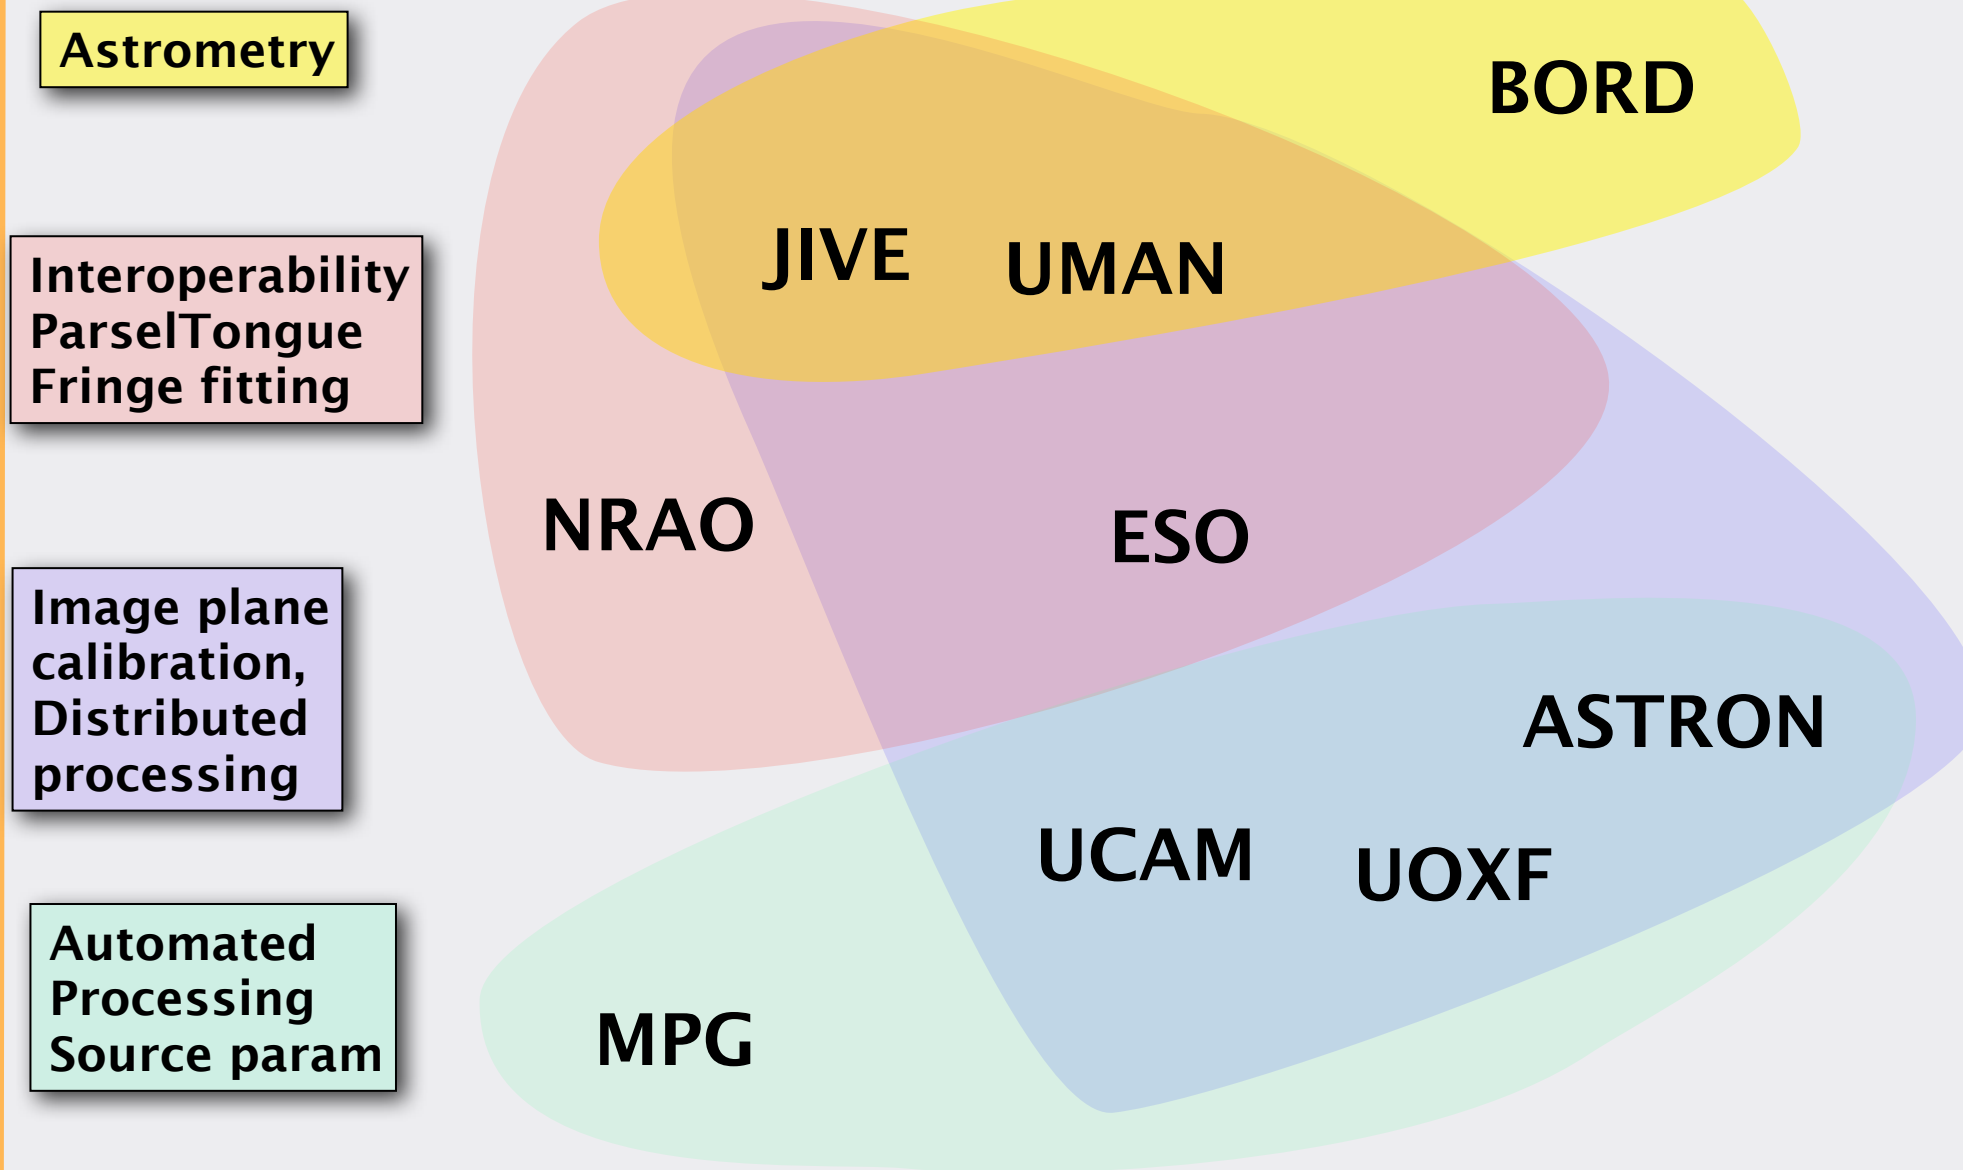 Astrometry
Interoperability
ParselTongue
Fringe fitting
Image plane
calibration,
Distributed
processing
Automated
Processing
Source param
BORD
JIVE
UMAN
NRAO
ESO
ASTRON
UCAM
UOXF
MPG